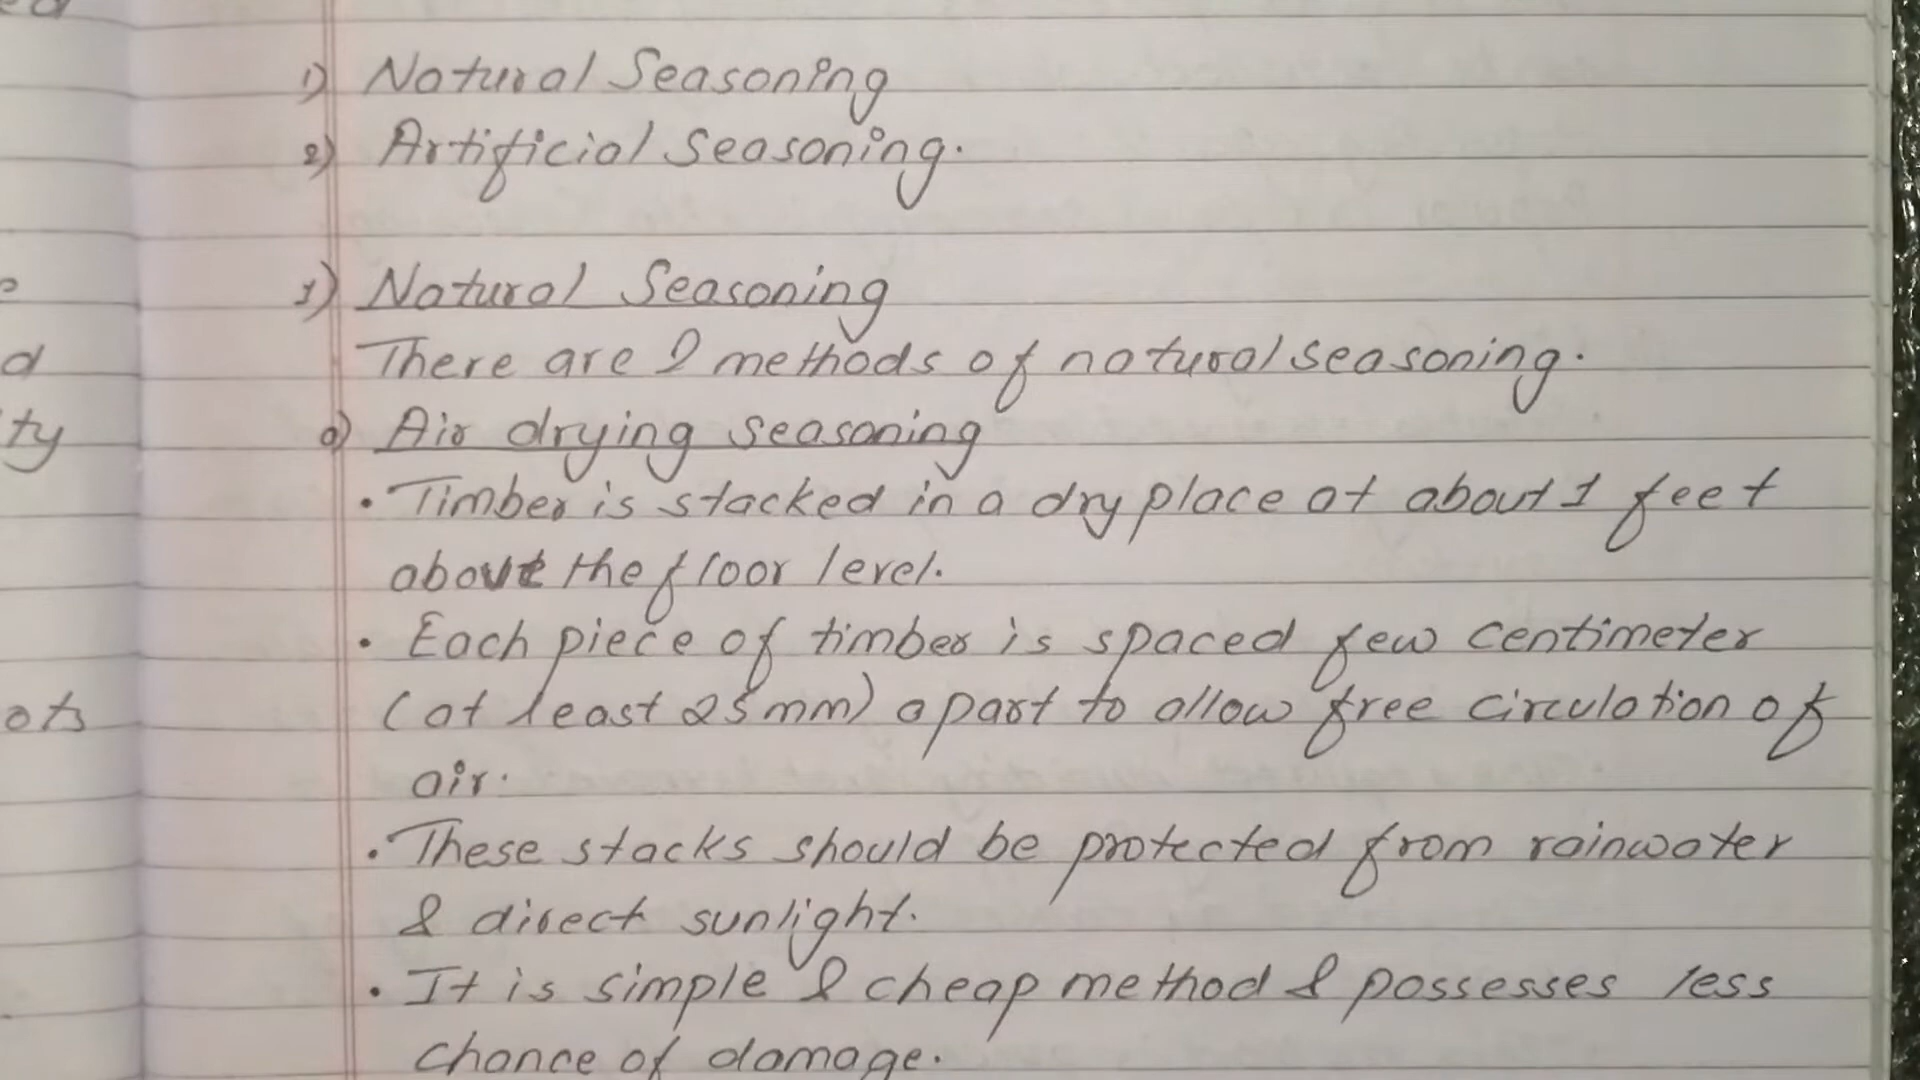 1) Natural Seasoning
2) Artificial Seasoning.
1) Natural Seasoning
There are 2 methods of natural seasoning.
a) Air drying seasoning
• Timber is stacked in a dry place at about 1 feet
above the floor level.
• Each piece of timber is spaced few centimeter
(at least 25mm) apart to allow free circulation of
air.
• These stacks should be protected from rainwater
& direct sunlight.
• It is simple & cheap method & possesses less
chance of damage.
d
ty
ots